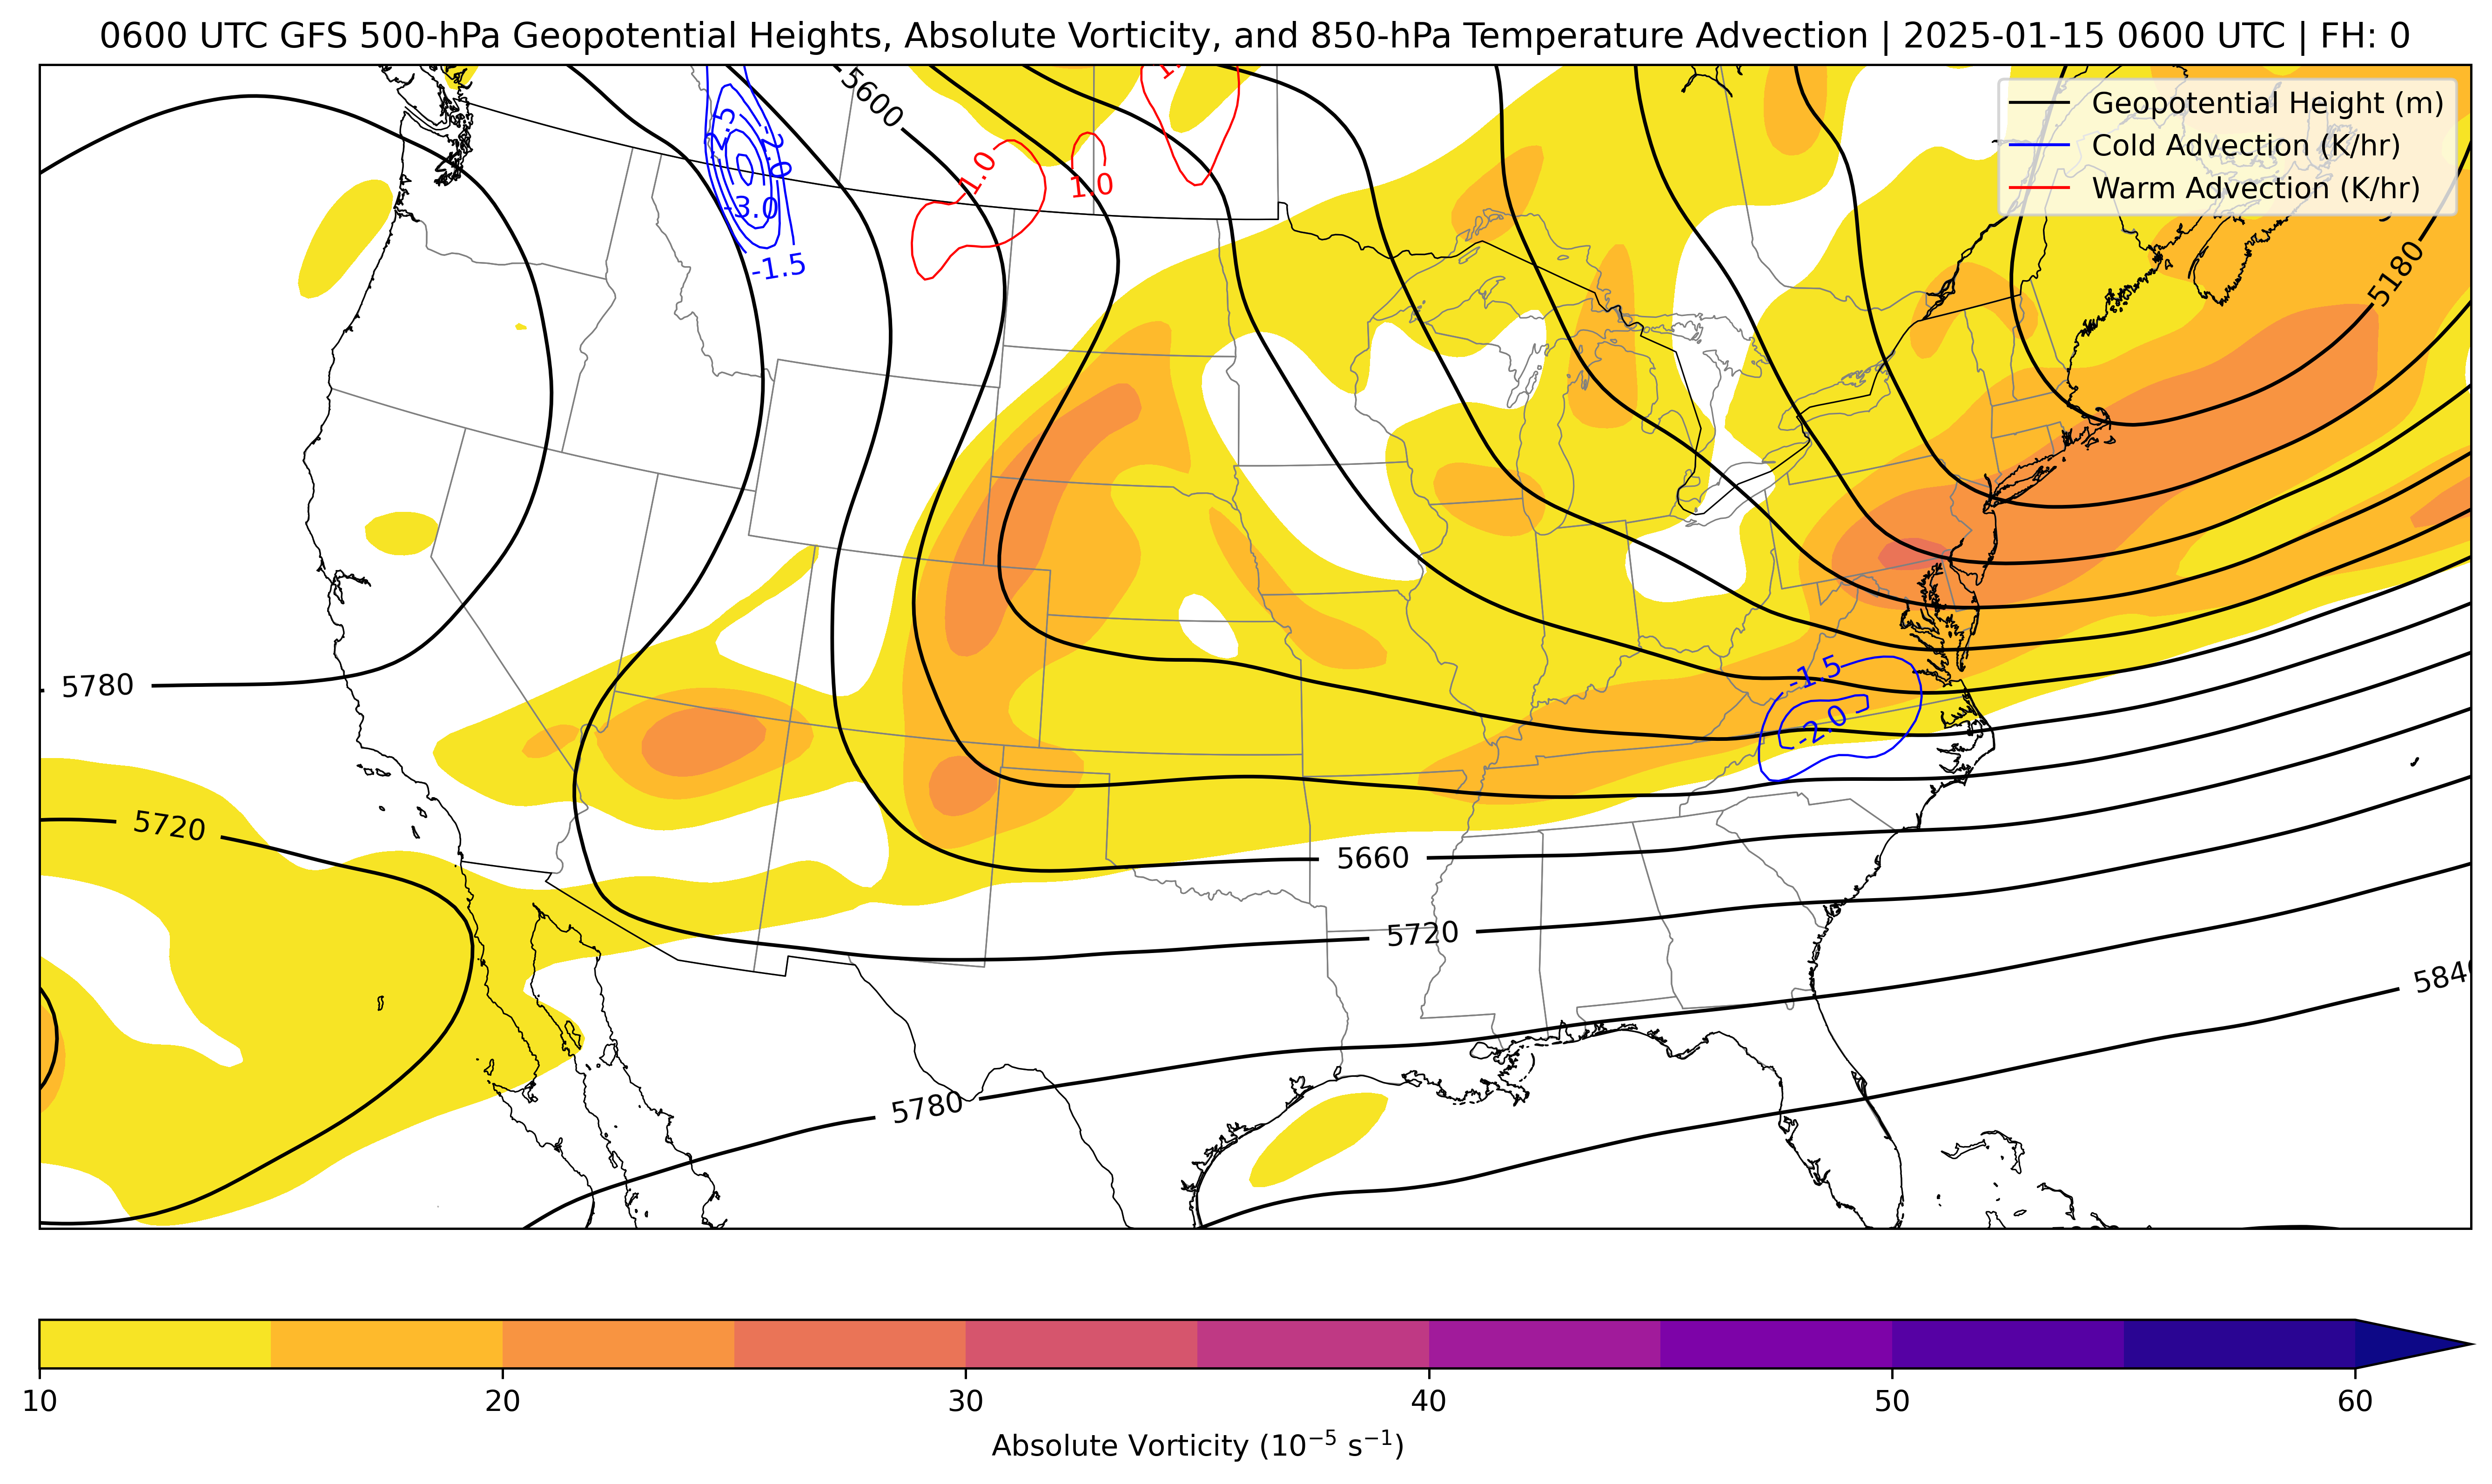 0600 UTC GFS 500-hPa Geopotential Heights, Absolute Vorticity, and 850-hPa Temperature Advection | 2025-01-15 0600 UTC | FH: 0
Geopotential Height (m)
Cold Advection (K/hr)
Warm Advection (K/hr)
5600
-2.0
-3.0
-1.5
1.0
1.0
5180
5780
-1.5
-2.0
5720
5660
5720
5840
5780
10 20 30 40 50 60
Absolute Vorticity (10⁻⁵ s⁻¹)